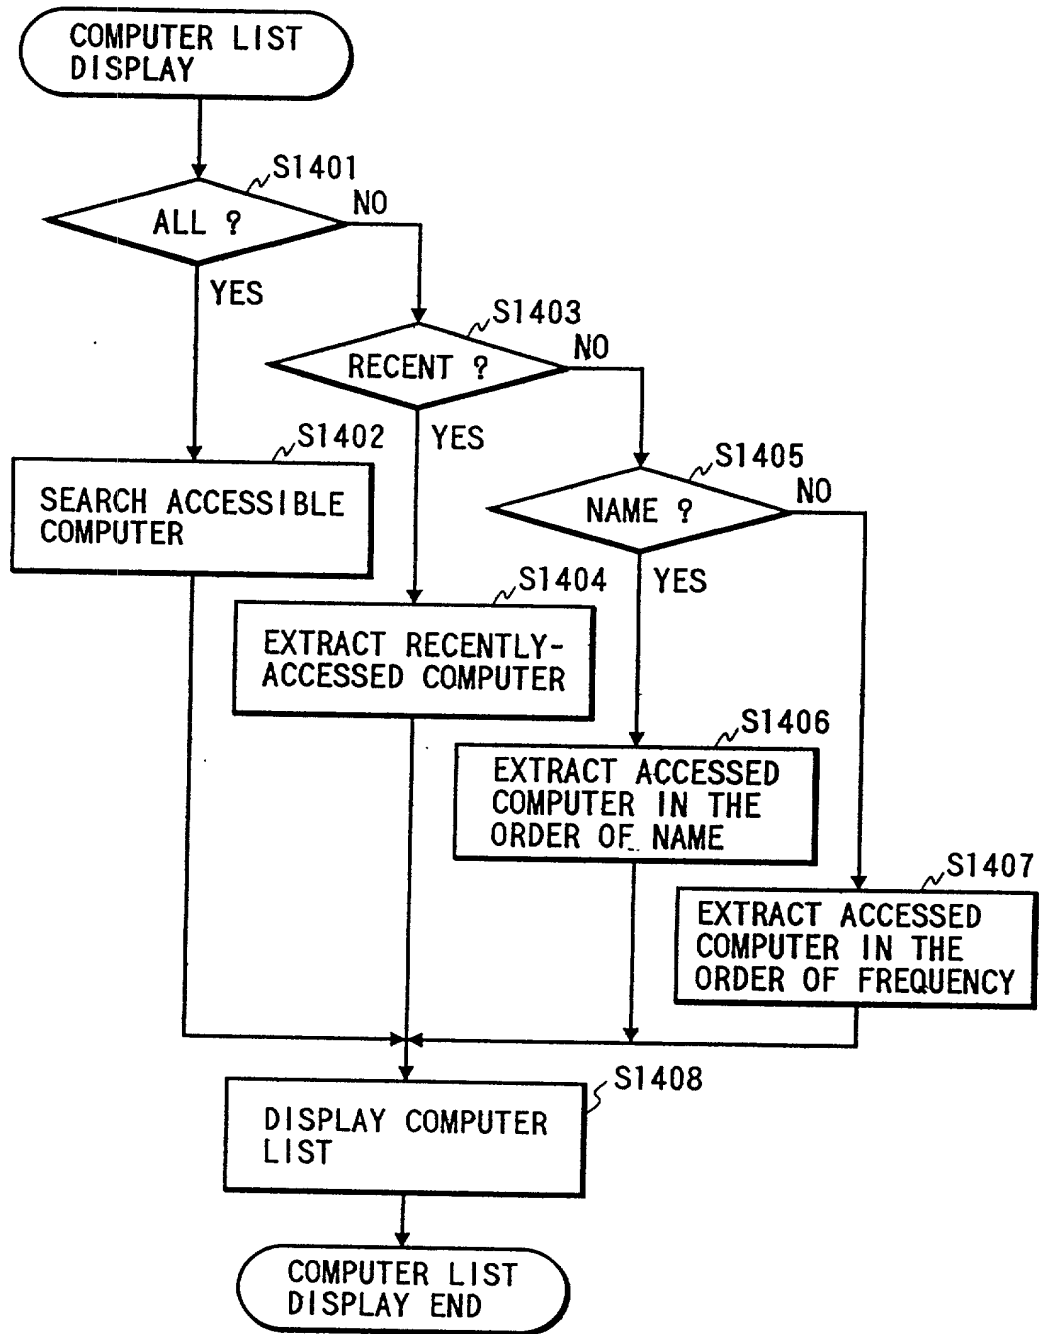 COMPUTER LIST
DISPLAY
S1401
ALL ?
NO
YES
S1403
RECENT ?
NO
YES
S1402
SEARCH ACCESSIBLE
COMPUTER
S1405
NAME ?
NO
YES
S1404
EXTRACT RECENTLY-
ACCESSED COMPUTER
S1406
EXTRACT ACCESSED
COMPUTER IN THE
ORDER OF NAME
S1407
EXTRACT ACCESSED
COMPUTER IN THE
ORDER OF FREQUENCY
S1408
DISPLAY COMPUTER
LIST
COMPUTER LIST
DISPLAY END